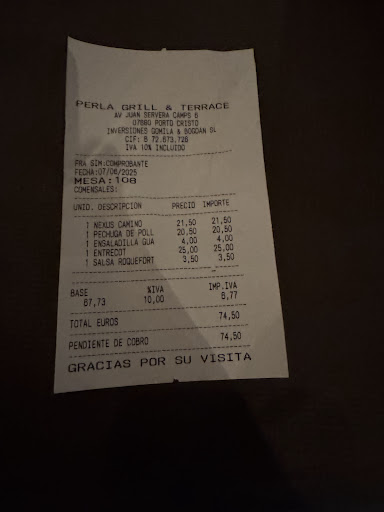 PERLA GRILL & TERRACE
AV JUAN SERVERA CAMPS 6
07680 PORTO CRISTO
INVERSIONES GOMILA & BOGDAN SL
CIF: B 72.673.728
IVA 10% INCLUIDO
FRA SIM:COMPROBANTE
FECHA:07/06/2025
MESA:108
COMENSALES:
UNID. DESCRIPCION PRECIO IMPORTE
1 NEXUS CAMINO 21,50 21,50
1 PECHUGA DE POLL 20,50 20,50
1 ENSALADILLA GUA 4,00 4,00
1 ENTRECOT 25,00 25,00
1 SALSA ROQUEFORT 3,50 3,50
BASE %IVA IMP.IVA
67,73 10,00 6,77
TOTAL EUROS 74,50
PENDIENTE DE COBRO 74,50
GRACIAS POR SU VISITA